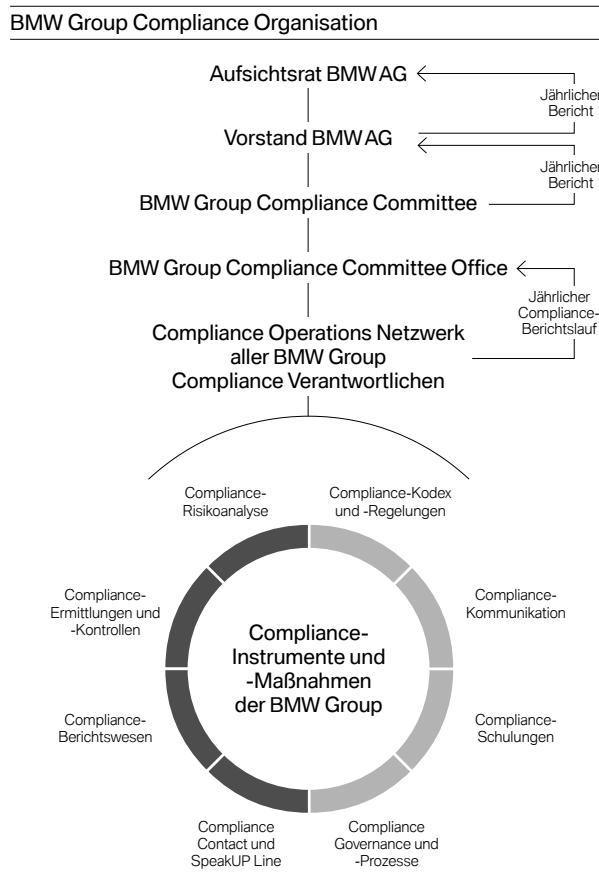 BMW Group Compliance Organisation
Aufsichtsrat BMW AG
Jährlicher
Bericht
Vorstand BMW AG
Jährlicher
Bericht
BMW Group Compliance Committee
BMW Group Compliance Committee Office
Jährlicher
Compliance-
Berichtslauf
Compliance Operations Netzwerk
aller BMW Group
Compliance Verantwortlichen
Compliance-
Risikoanalyse
Compliance-Kodex
und -Regelungen
Compliance-
Ermittlungen und
-Kontrollen
Compliance-
Kommunikation
Compliance-
Instrumente und
-Maßnahmen
der BMW Group
Compliance-
Berichtswesen
Compliance-
Schulungen
Compliance
Contact und
SpeakUP Line
Compliance
Governance und
-Prozesse